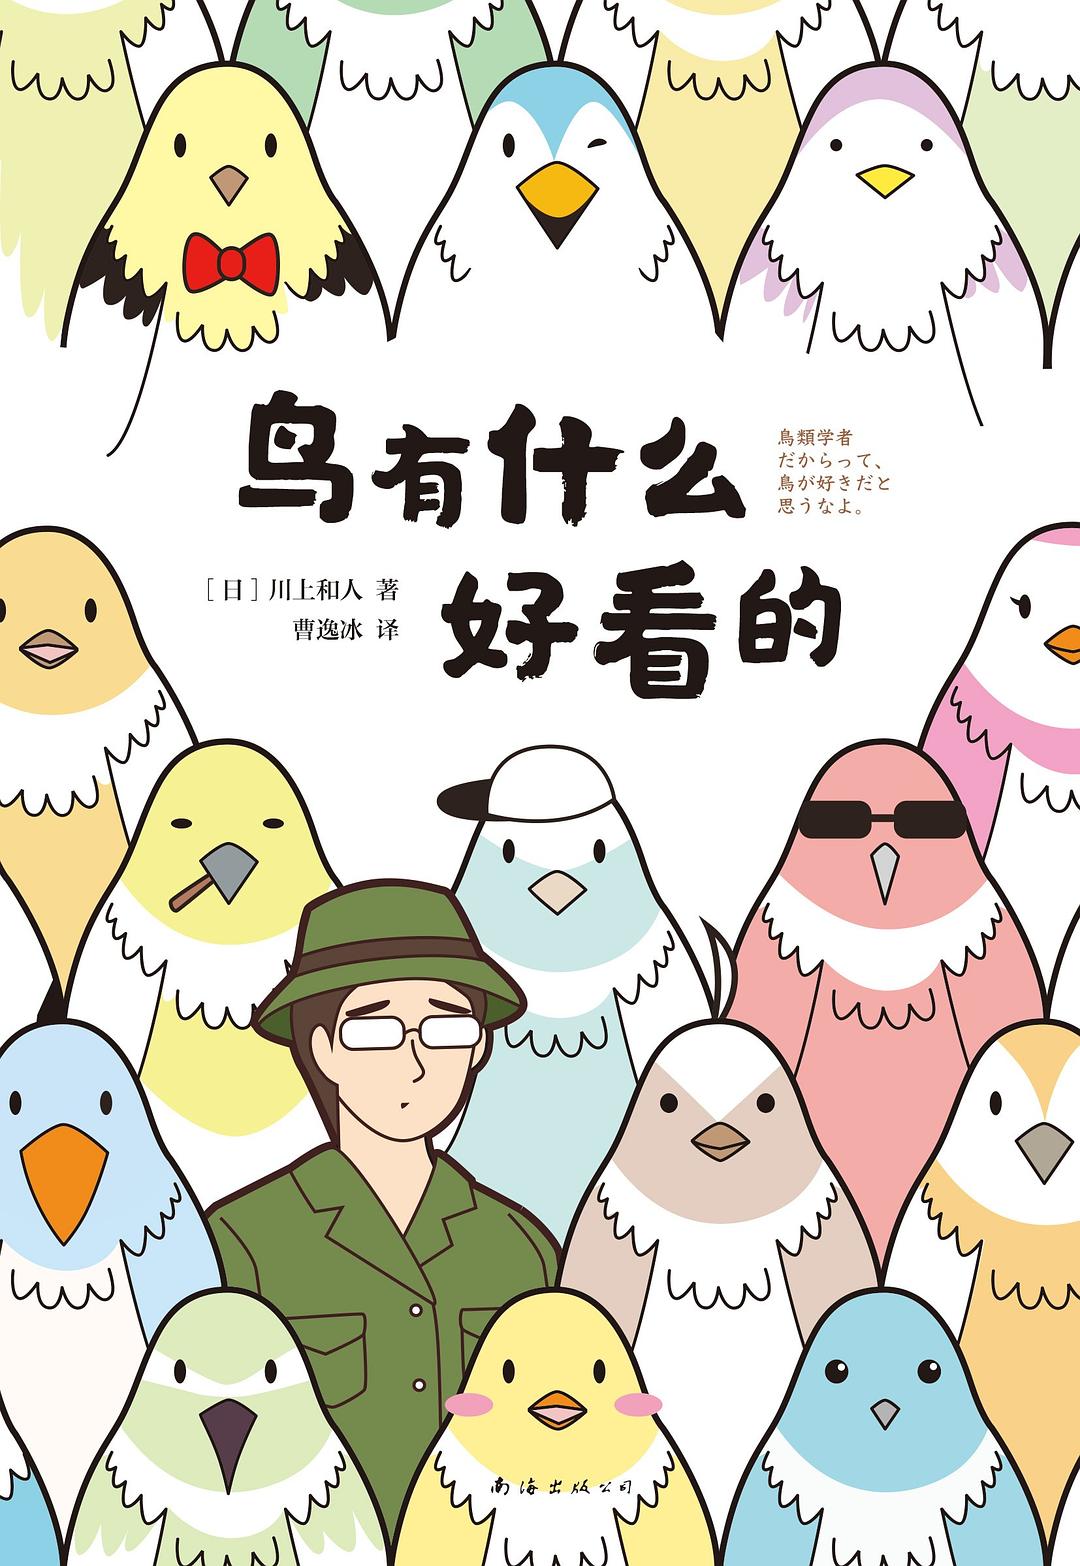 鸟有什么
好看的
鳥類学者
だからって、
鳥が好きだと
思うなよ。
［日］川上和人 著
曹逸冰 译
南海出版公司